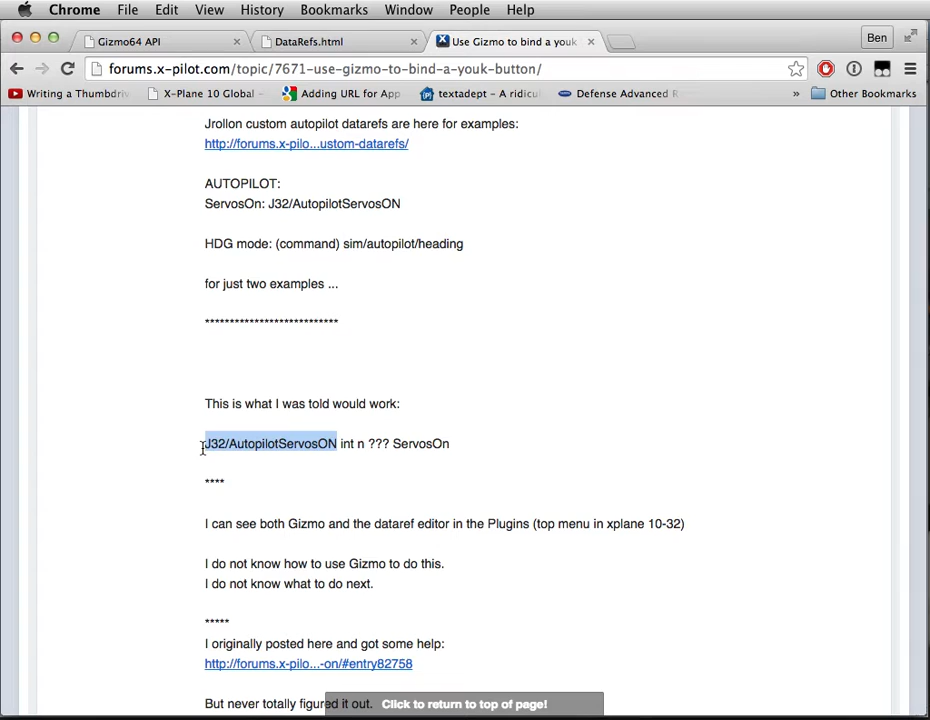 Chrome File Edit View History Bookmarks Window People Help
Gizmo64 API
DataRefs.html
Use Gizmo to bind a youk
Ben
forums.x-pilot.com/topic/7671-use-gizmo-to-bind-a-youk-button/
Writing a Thumbdriv
X-Plane 10 Global
Adding URL for App
textadept – A ridicul
Defense Advanced R
»
Other Bookmarks
Jrollon custom autopilot datarefs are here for examples:
http://forums.x-pilo...ustom-datarefs/
AUTOPILOT:
ServosOn: J32/AutopilotServosON
HDG mode: (command) sim/autopilot/heading
for just two examples ...
***************************
This is what I was told would work:
J32/AutopilotServosON int n ??? ServosOn
****
I can see both Gizmo and the dataref editor in the Plugins (top menu in xplane 10-32)
I do not know how to use Gizmo to do this.
I do not know what to do next.
*****
I originally posted here and got some help:
http://forums.x-pilo...-on/#entry82758
But never totally figured it out.
Click to return to top of page!